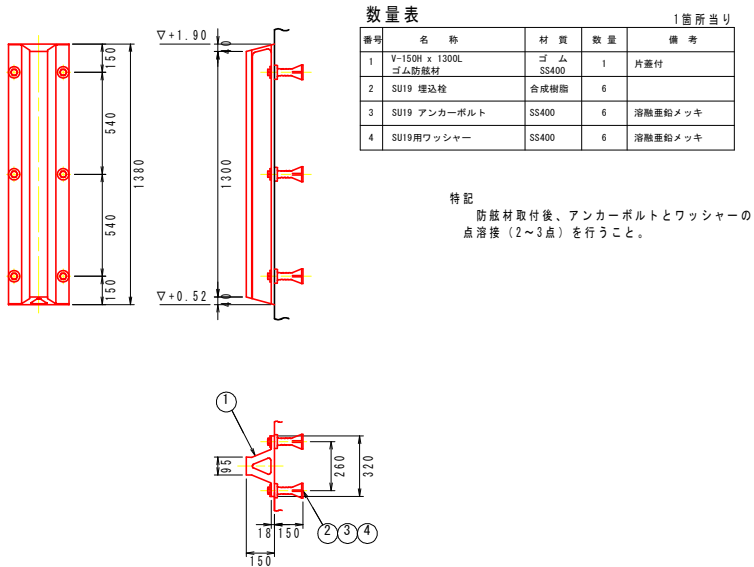 数量表
1箇所当り
番号 名 称 材 質 数 量 備 考
1 V-150H x 1300L ゴム防舷材 ゴ ム SS400 1 片蓋付
2 SU19 埋込栓 合成樹脂 6
3 SU19 アンカーボルト SS400 6 溶融亜鉛メッキ
4 SU19用ワッシャー SS400 6 溶融亜鉛メッキ
特記
防舷材取付後、アンカーボルトとワッシャーの
点溶接（2〜3点）を行うこと。
150
540
540
150
1380
▽+1.90
40
1300
40
▽+0.52
1
95
260
320
18
150
150
2 3 4